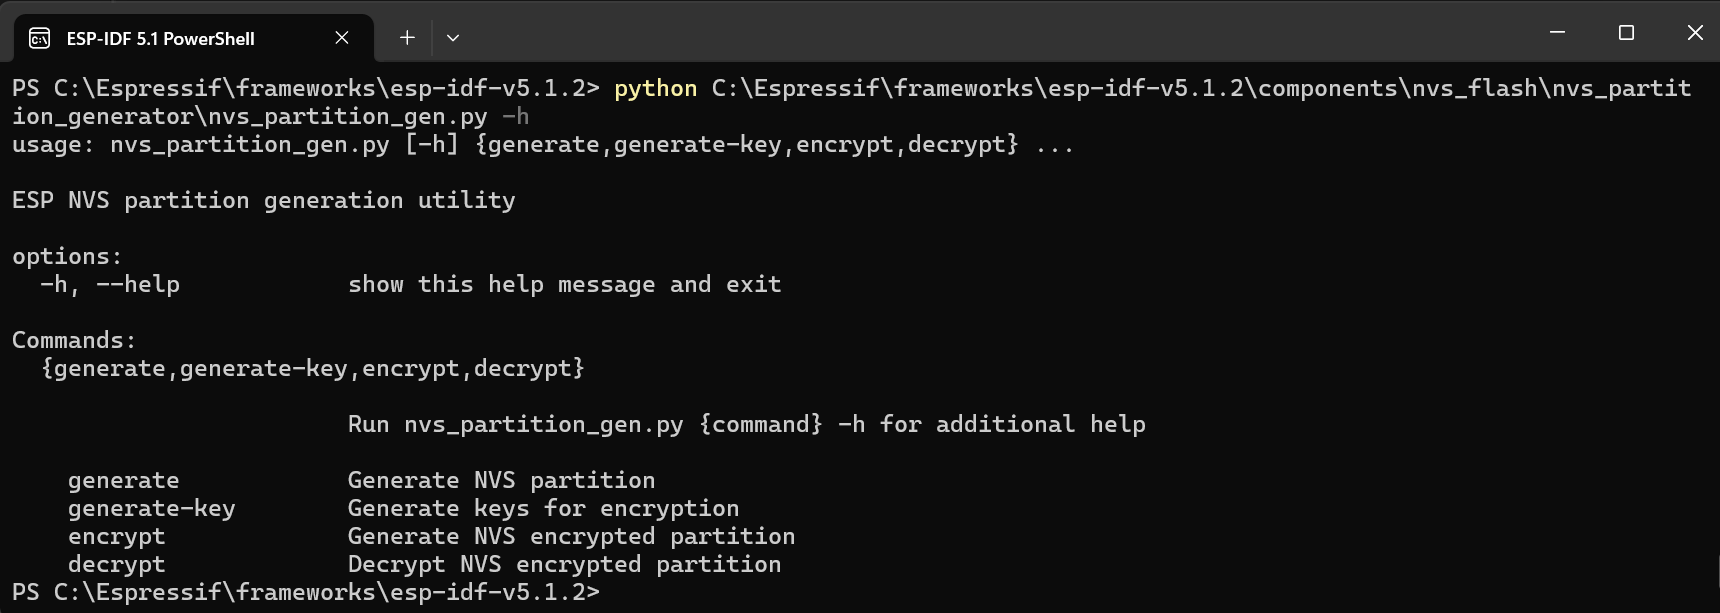 ESP-IDF 5.1 PowerShell
PS C:\Espressif\frameworks\esp-idf-v5.1.2> python C:\Espressif\frameworks\esp-idf-v5.1.2\components\nvs_flash\nvs_partit
ion_generator\nvs_partition_gen.py -h
usage: nvs_partition_gen.py [-h] {generate,generate-key,encrypt,decrypt} ...
ESP NVS partition generation utility
options:
-h, --help show this help message and exit
Commands:
{generate,generate-key,encrypt,decrypt}
Run nvs_partition_gen.py {command} -h for additional help
generate Generate NVS partition
generate-key Generate keys for encryption
encrypt Generate NVS encrypted partition
decrypt Decrypt NVS encrypted partition
PS C:\Espressif\frameworks\esp-idf-v5.1.2>